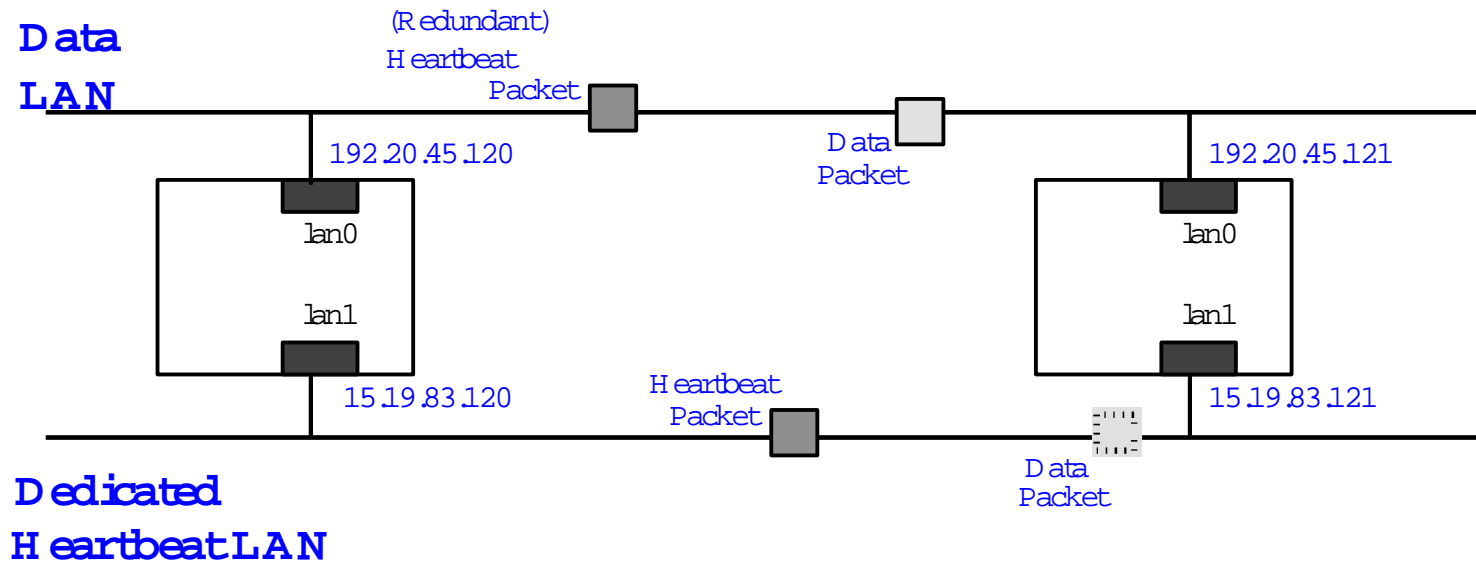 Data
LAN
(Redundant)
Heartbeat
Packet
Data
Packet
192.20.45.120
192.20.45.121
lan0
lan0
lan1
lan1
15.19.83.120
15.19.83.121
Heartbeat
Packet
Data
Packet
Dedicated
Heartbeat LAN